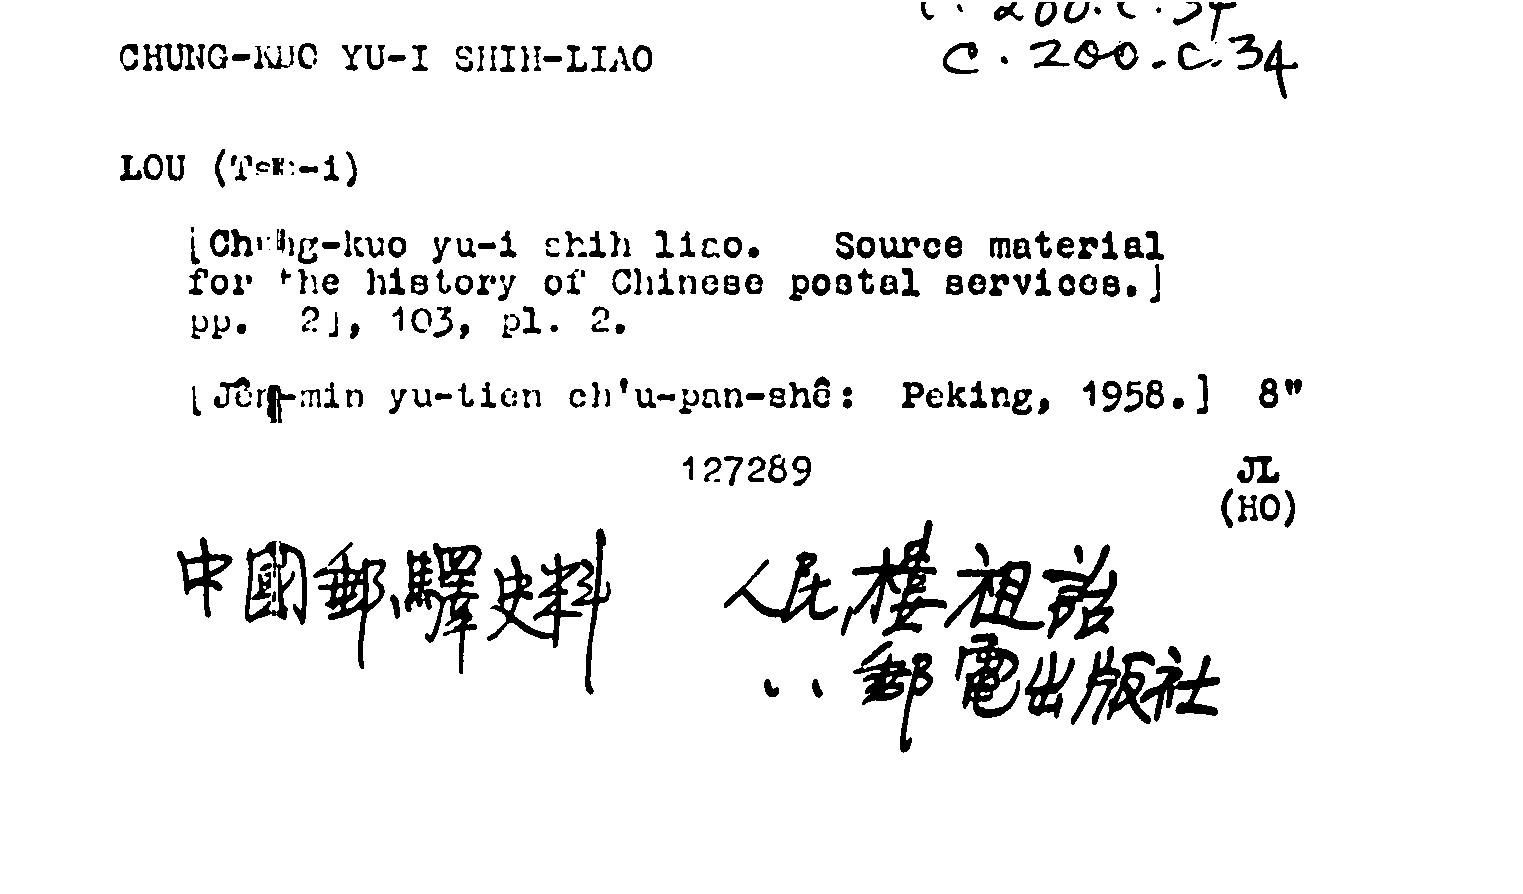 C. 200. C. 34
CHUNG-KUO YU-I SHIH-LIAO C. 200. C. 34
LOU (Tsu-i)
[Chung-kuo yu-i shih liao. Source material
for the history of Chinese postal services.]
pp. 2], 103, pl. 2.
[Jên-min yu-tien ch'u-pan-shê: Peking, 1958.] 8"
127289 JL
(HO)
中國郵驛史料 人民 樓祖詒
郵電出版社